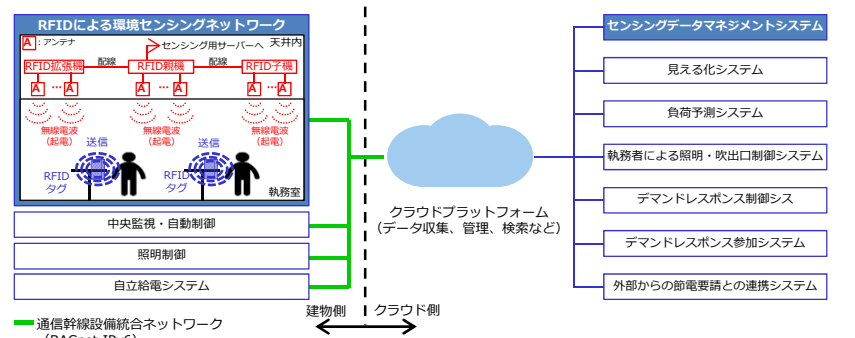 RFIDによる環境センシングネットワーク
A：アンテナ
センシング用サーバーへ
天井内
RFID拡張機
配線
RFID親機
配線
RFID子機
A … A
A … A
A … A
無線電波
（起電）
送信
無線電波
（起電）
送信
無線電波
（起電）
RFID
タグ
RFID
タグ
執務室
中央監視・自動制御
照明制御
自立給電システム
通信幹線設備統合ネットワーク
（BACnet IPv6）
建物側
クラウド側
クラウドプラットフォーム
（データ収集、管理、検索など）
センシングデータマネジメントシステム
見える化システム
負荷予測システム
執務者による照明・吹出口制御システム
デマンドレスポンス制御シス
デマンドレスポンス参加システム
外部からの節電要請との連携システム